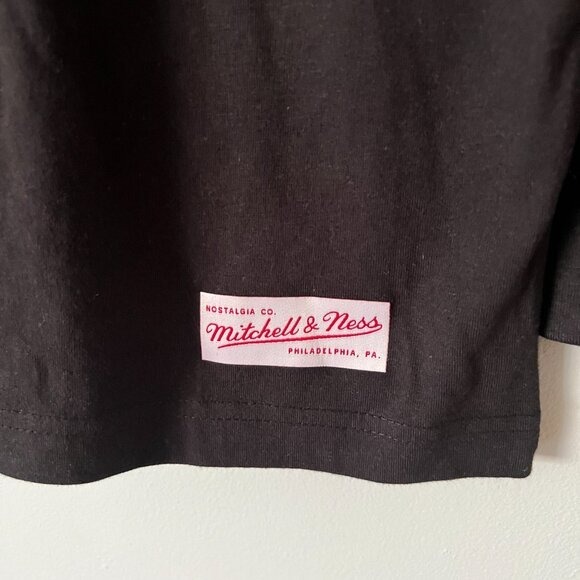 NOSTALGIA CO.
Mitchell & Ness
PHILADELPHIA, PA.